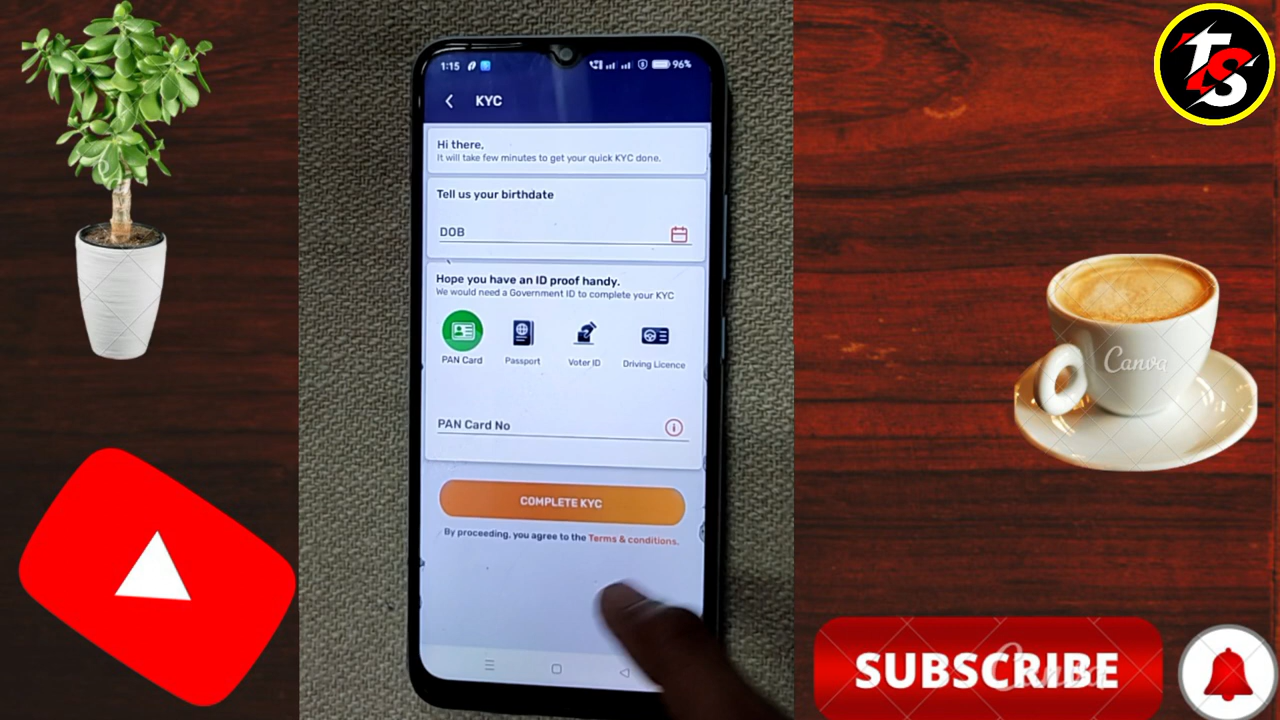 1:15
96%
KYC
Hi there,
It will take few minutes to get your quick KYC done.
Tell us your birthdate
DOB
Hope you have an ID proof handy.
We would need a Government ID to complete your KYC
PAN Card
Passport
Voter ID
Driving Licence
PAN Card No
COMPLETE KYC
By proceeding, you agree to the Terms & conditions.
TS
Canva
SUBSCRIBE
Canva